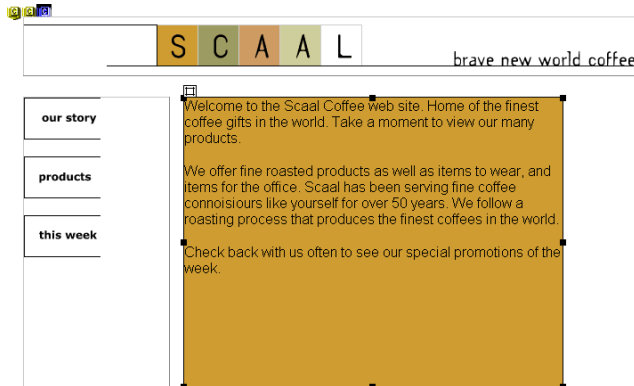 SCAAL
brave new world coffee
our story
products
this week
Welcome to the Scaal Coffee web site. Home of the finest
coffee gifts in the world. Take a moment to view our many
products.
We offer fine roasted products as well as items to wear, and
items for the office. Scaal has been serving fine coffee
connoisiours like yourself for over 50 years. We follow a
roasting process that produces the finest coffees in the world.
Check back with us often to see our special promotions of the
week.